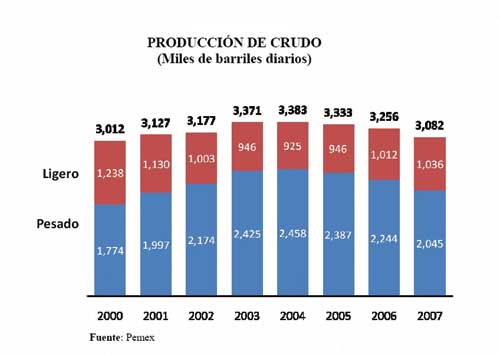 PRODUCCIÓN DE CRUDO
(Miles de barriles diarios)
3,012 3,127 3,177 3,371 3,383 3,333 3,256 3,082
Ligero 1,238 1,130 1,003 946 925 946 1,012 1,036
Pesado 1,774 1,997 2,174 2,425 2,458 2,387 2,244 2,045
2000 2001 2002 2003 2004 2005 2006 2007
Fuente: Pemex